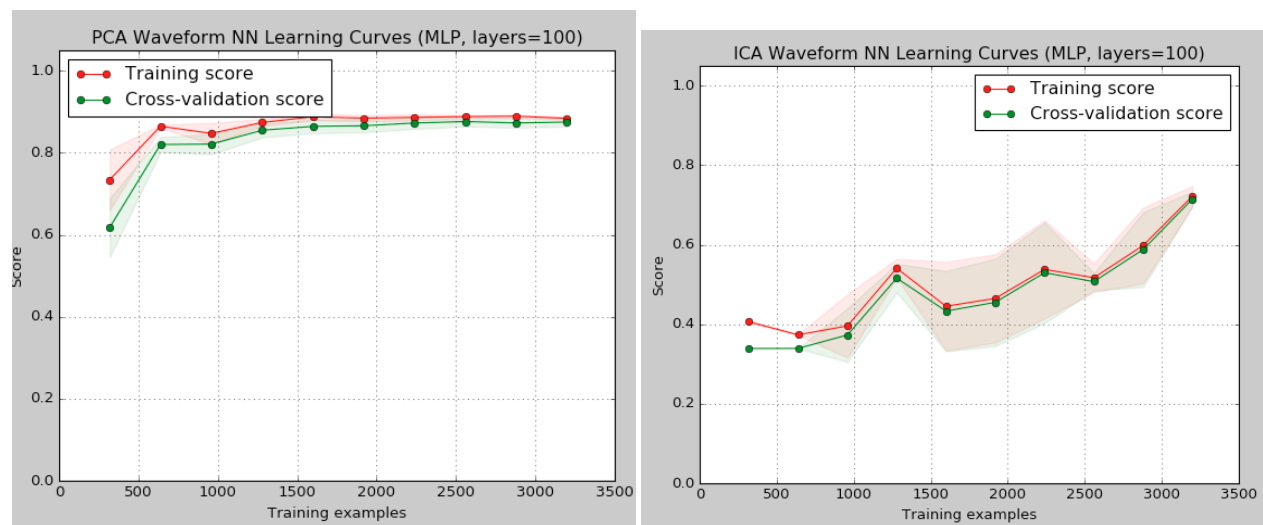 PCA Waveform NN Learning Curves (MLP, layers=100)
Training score
Cross-validation score
1.0
0.8
0.6
0.4
0.2
0.0
Score
0 500 1000 1500 2000 2500 3000 3500
Training examples
ICA Waveform NN Learning Curves (MLP, layers=100)
Training score
Cross-validation score
1.0
0.8
0.6
0.4
0.2
0.0
Score
0 500 1000 1500 2000 2500 3000 3500
Training examples